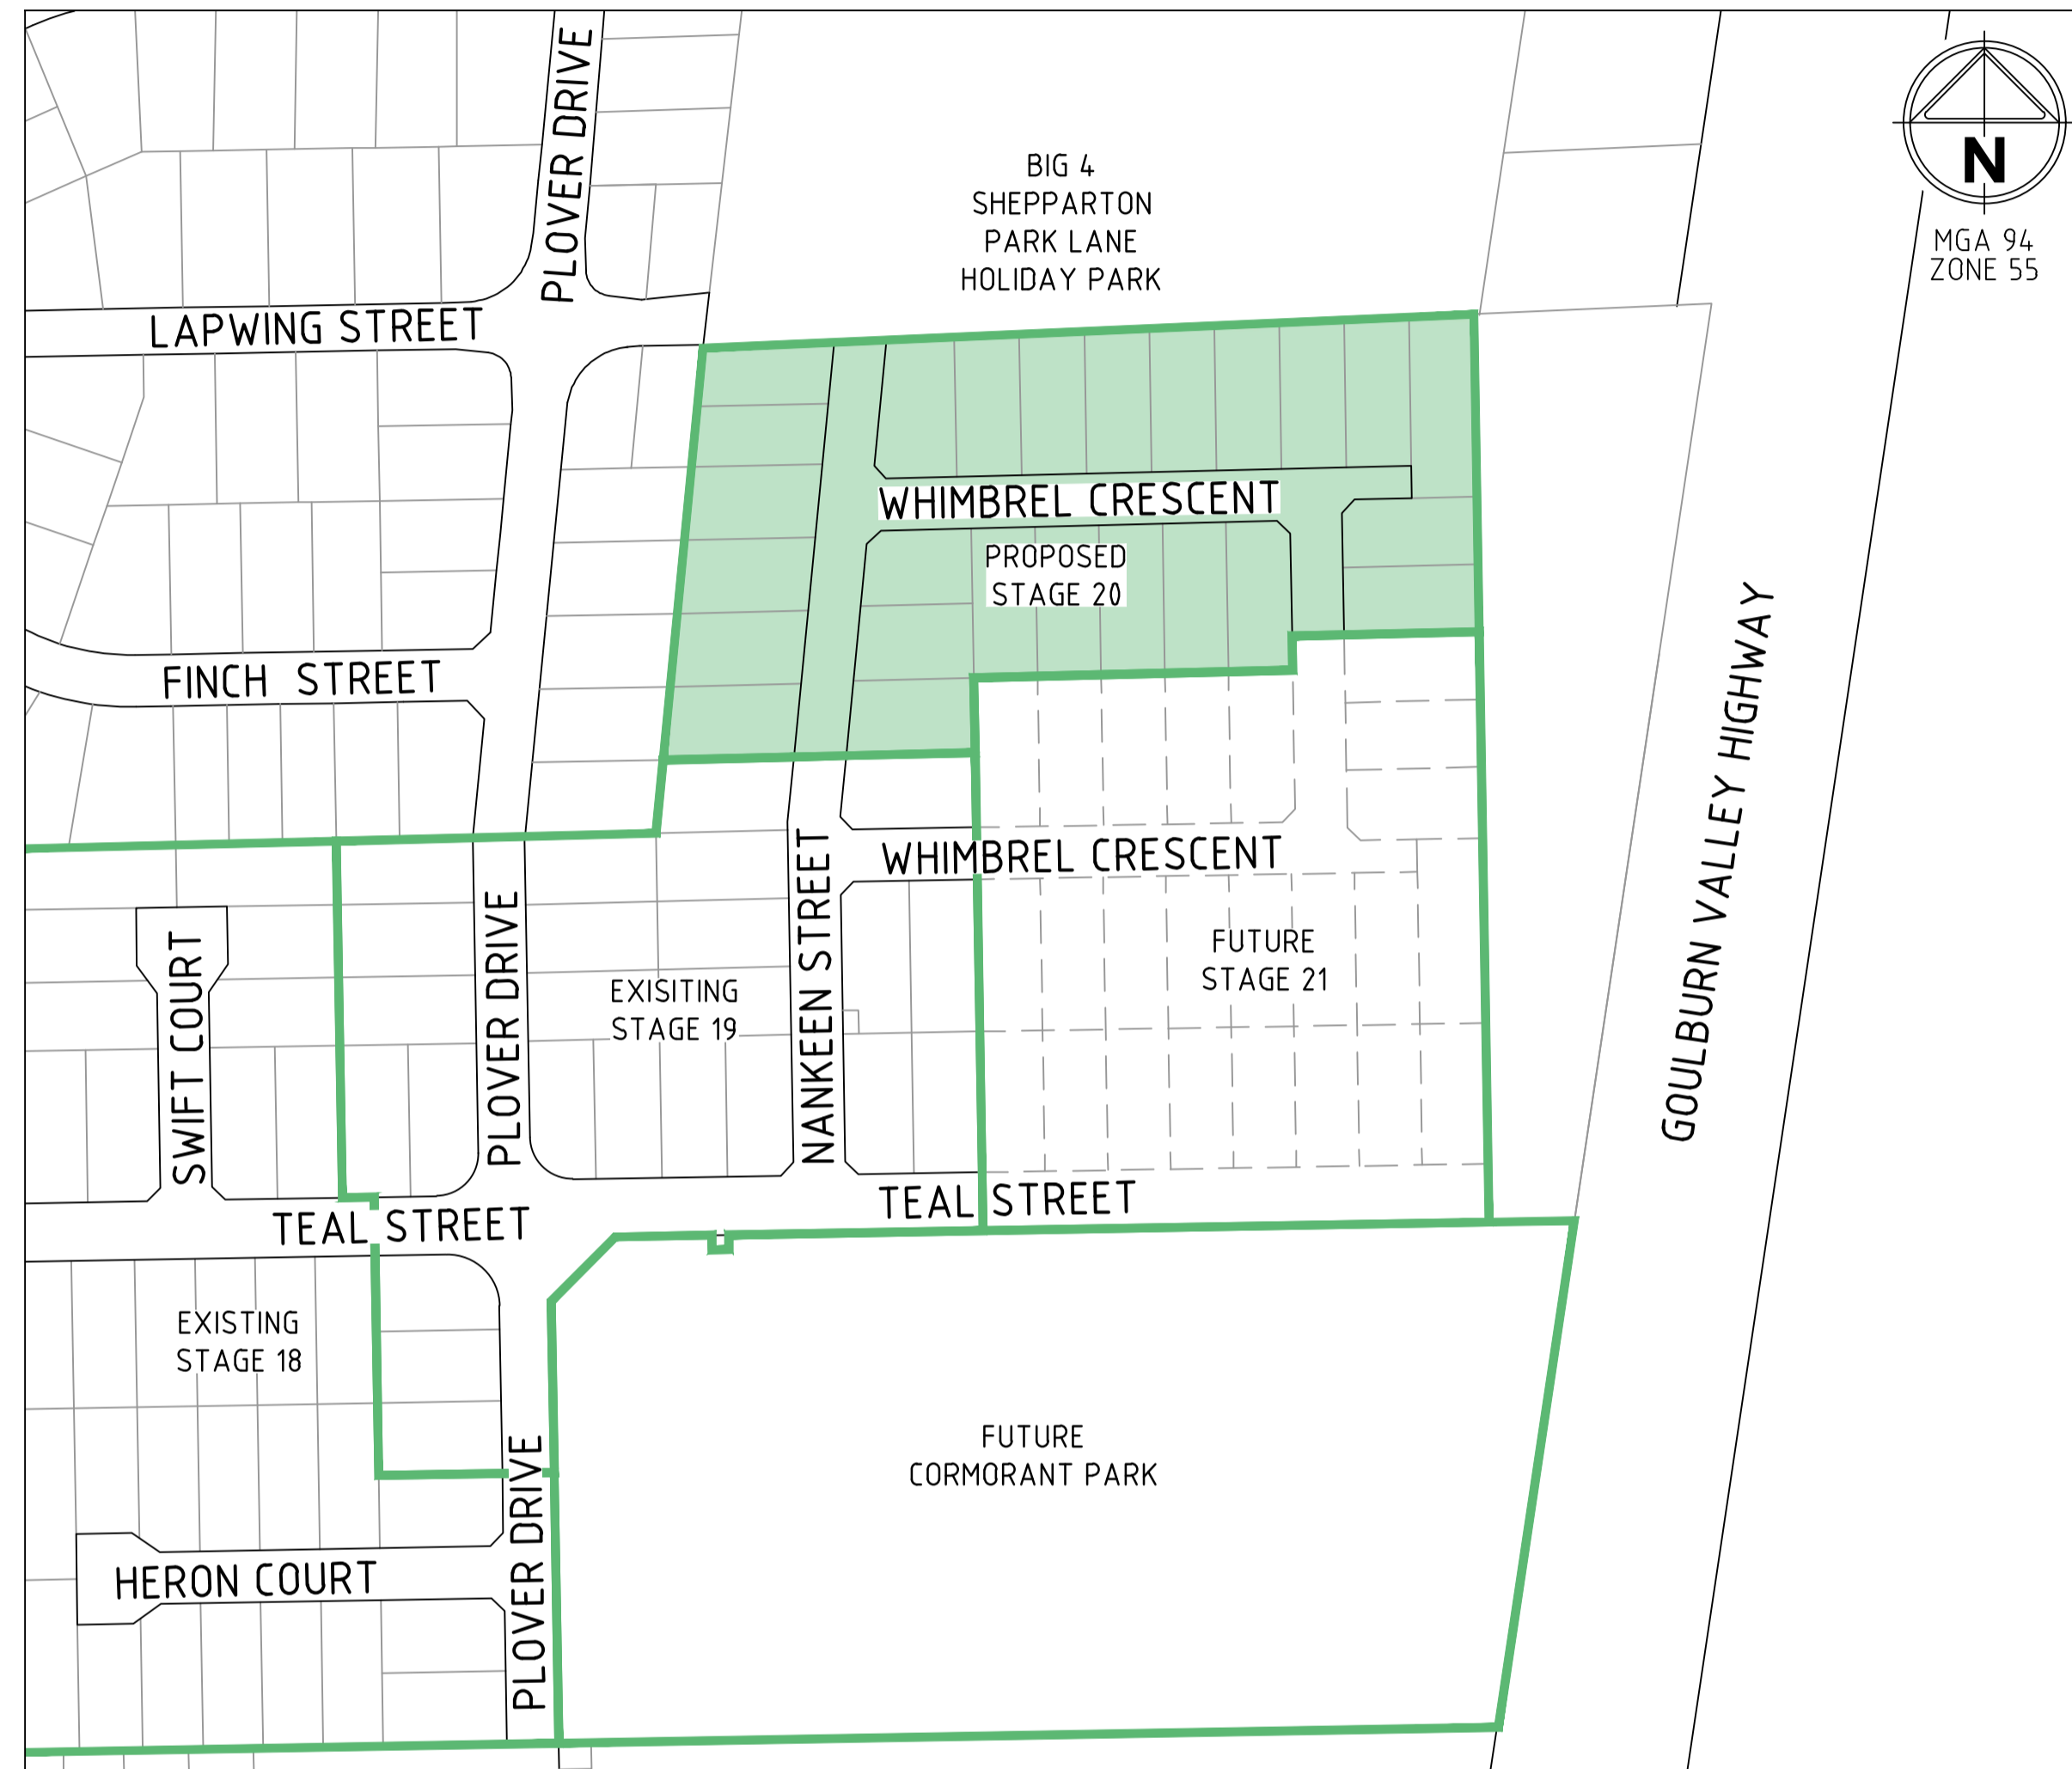 PLOVER DRIVE
BIG 4
SHEPPARTON
PARK LANE
HOLIDAY PARK
N
MGA 94
ZONE 55
LAPWING STREET
WHIMBREL CRESCENT
PROPOSED
STAGE 20
FINCH STREET
GOULBURN VALLEY HIGHWAY
WHIMBREL CRESCENT
NANKEEN STREET
PLOVER DRIVE
SWIFT COURT
EXISITING
STAGE 19
FUTURE
STAGE 21
TEAL STREET
TEAL STREET
EXISTING
STAGE 18
FUTURE
CORMORANT PARK
PLOVER DRIVE
HERON COURT